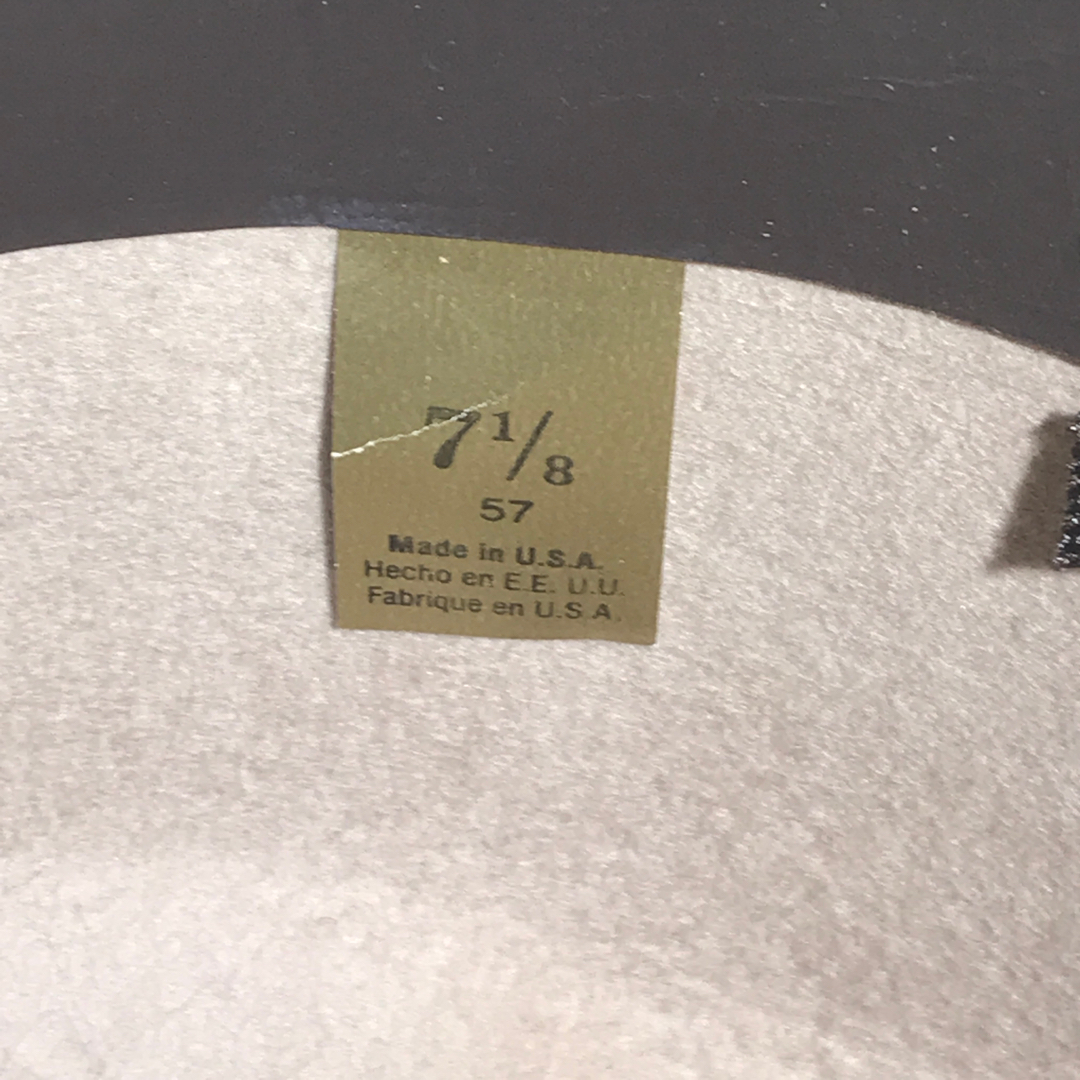 7 1/8
57
Made in U.S.A.
Hecho en E.E. U.U.
Fabrique en U.S.A.